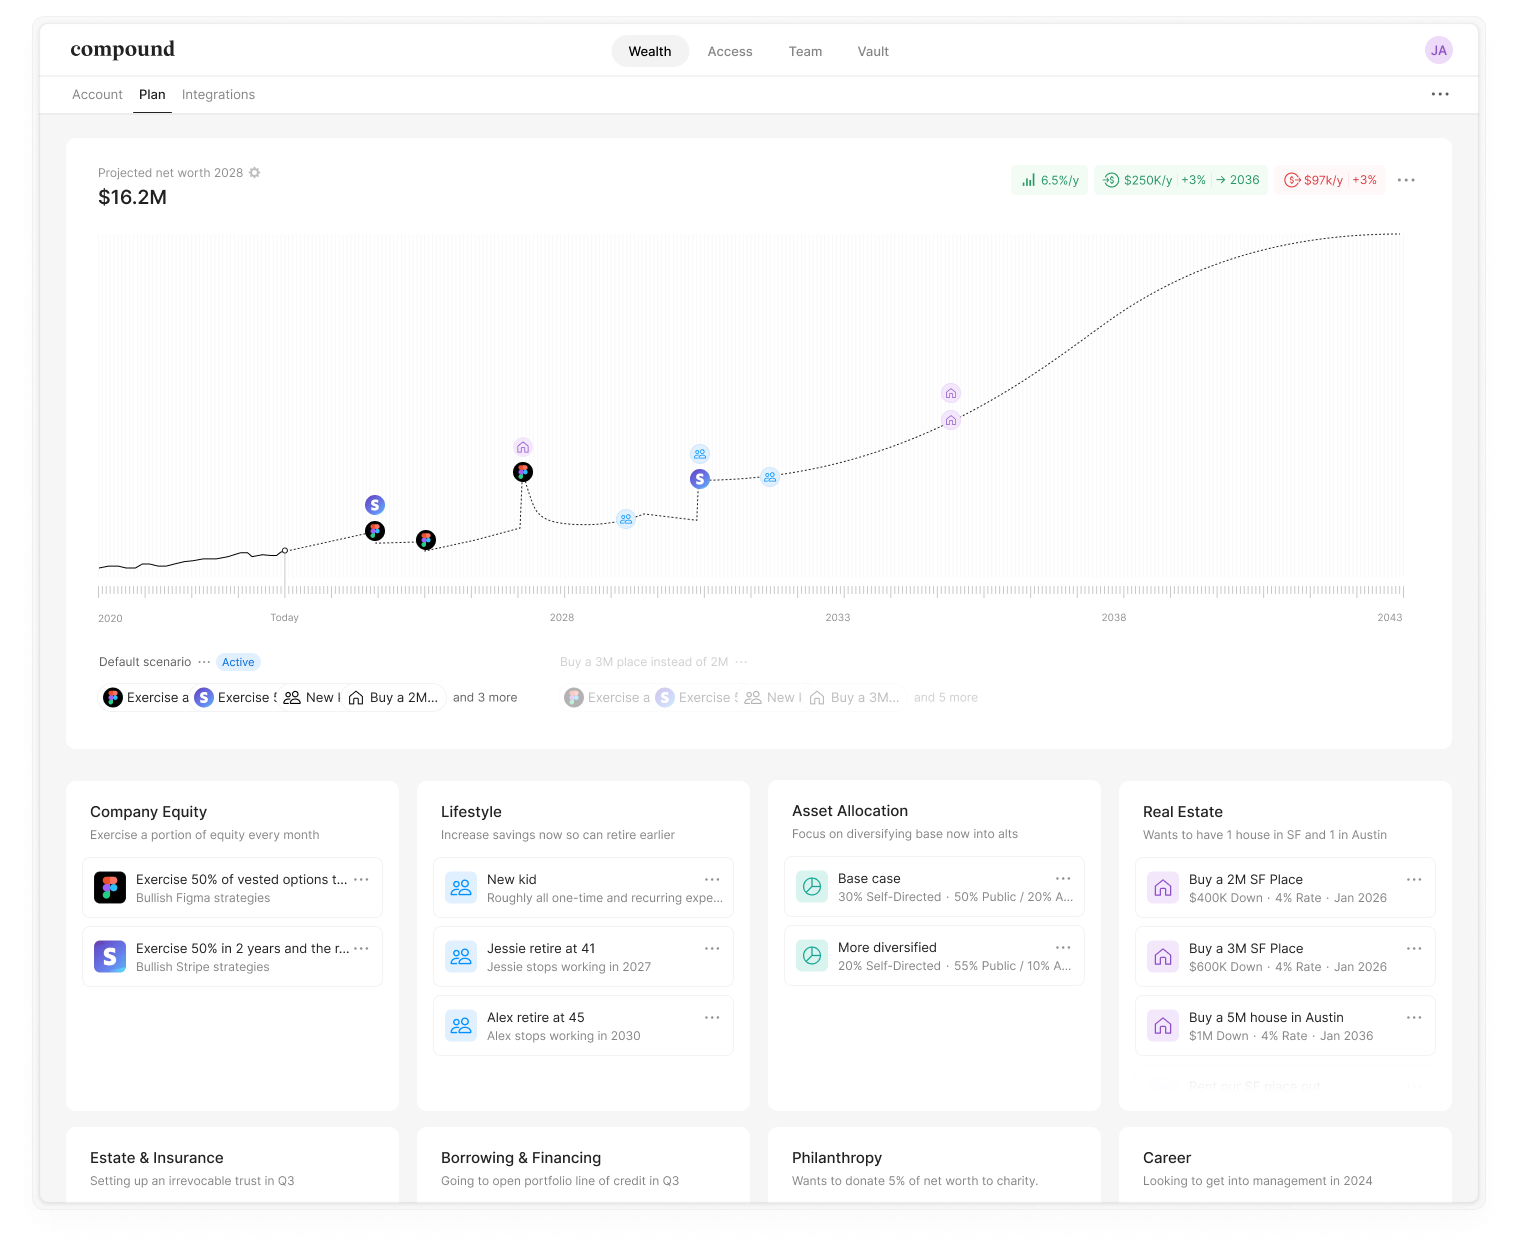 compound
Wealth Access Team Vault
JA
Account Plan Integrations
Projected net worth 2028
$16.2M
6.5%/y
$250K/y +3% → 2036
$97k/y +3%
2020 Today 2028 2033 2038 2043
Default scenario ··· Active
Exercise a Exercise New Buy a 2M... and 3 more
Buy a 3M place instead of 2M ···
Exercise a Exercise New Buy a 3M... and 5 more
Company Equity
Exercise a portion of equity every month
Exercise 50% of vested options t...
Bullish Figma strategies
Exercise 50% in 2 years and the r...
Bullish Stripe strategies
Lifestyle
Increase savings now so can retire earlier
New kid
Roughly all one-time and recurring expe...
Jessie retire at 41
Jessie stops working in 2027
Alex retire at 45
Alex stops working in 2030
Asset Allocation
Focus on diversifying base now into alts
Base case
30% Self-Directed · 50% Public / 20% A...
More diversified
20% Self-Directed · 55% Public / 10% A...
Real Estate
Wants to have 1 house in SF and 1 in Austin
Buy a 2M SF Place
$400K Down · 4% Rate · Jan 2026
Buy a 3M SF Place
$600K Down · 4% Rate · Jan 2026
Buy a 5M house in Austin
$1M Down · 4% Rate · Jan 2036
Rent our SF place out
Estate & Insurance
Setting up an irrevocable trust in Q3
Borrowing & Financing
Going to open portfolio line of credit in Q3
Philanthropy
Wants to donate 5% of net worth to charity.
Career
Looking to get into management in 2024